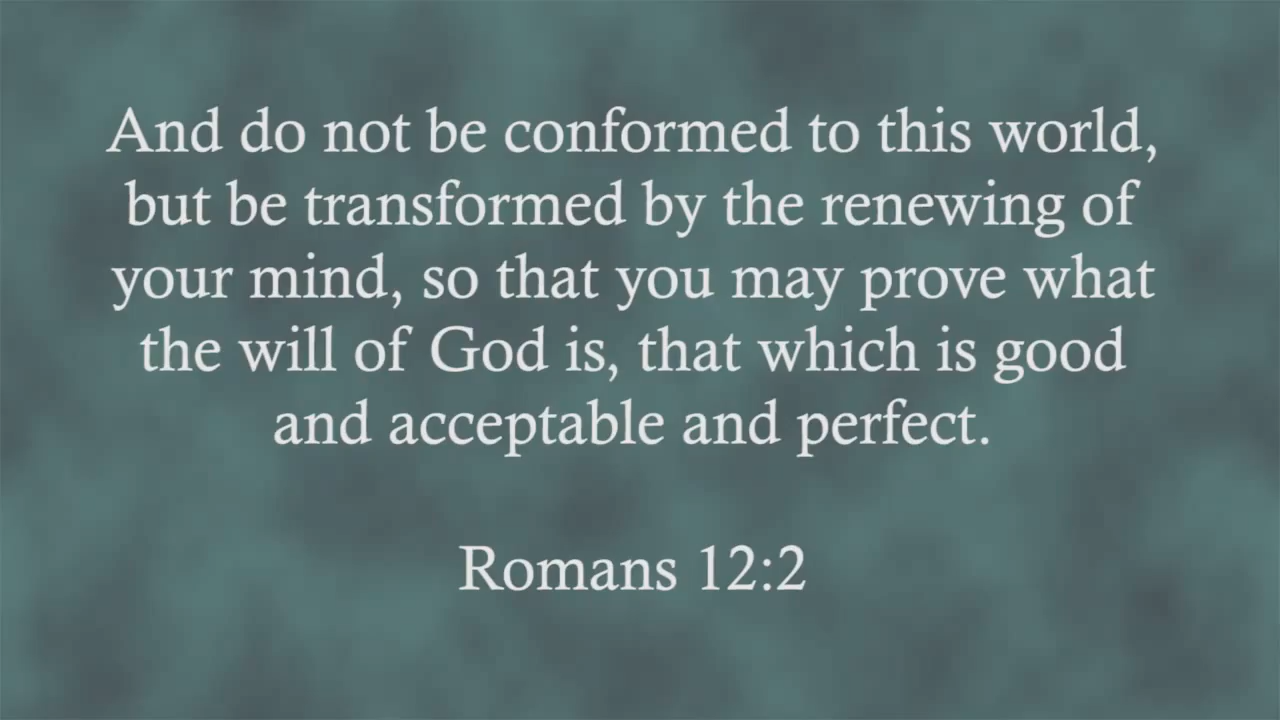 And do not be conformed to this world,
but be transformed by the renewing of
your mind, so that you may prove what
the will of God is, that which is good
and acceptable and perfect.
Romans 12:2